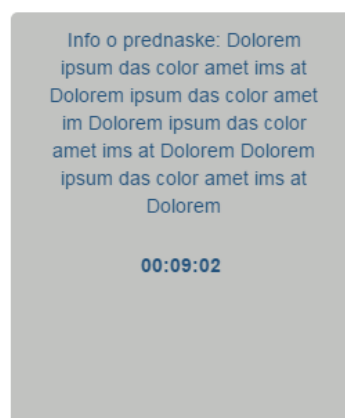 Info o prednaske: Dolorem
ipsum das color amet ims at
Dolorem ipsum das color amet
im Dolorem ipsum das color
amet ims at Dolorem Dolorem
ipsum das color amet ims at
Dolorem
00:09:02